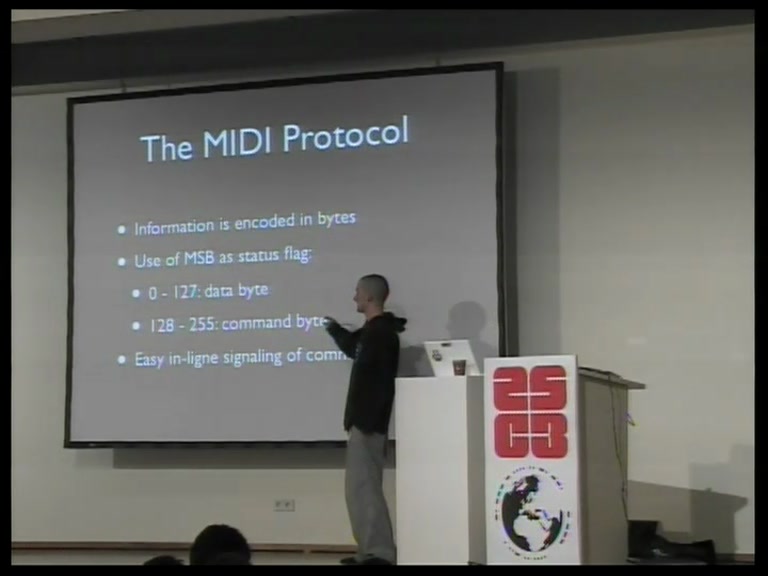 The MIDI Protocol
• Information is encoded in bytes
• Use of MSB as status flag:
• 0 - 127: data byte
• 128 - 255: command byte
• Easy in-ligne signaling of
25
C3